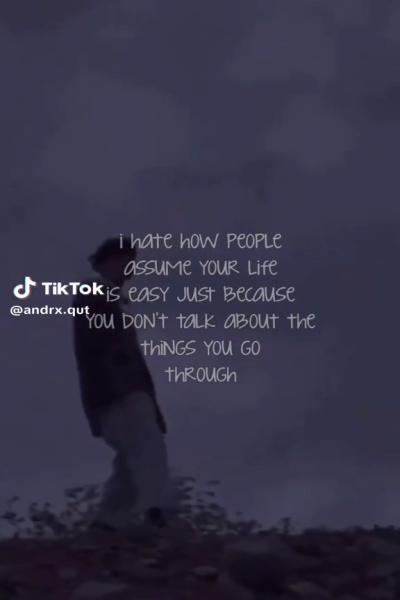 i hate how people
assume your life
is easy just because
you don't talk about the
things you go
through
TikTok
@andrx.qut